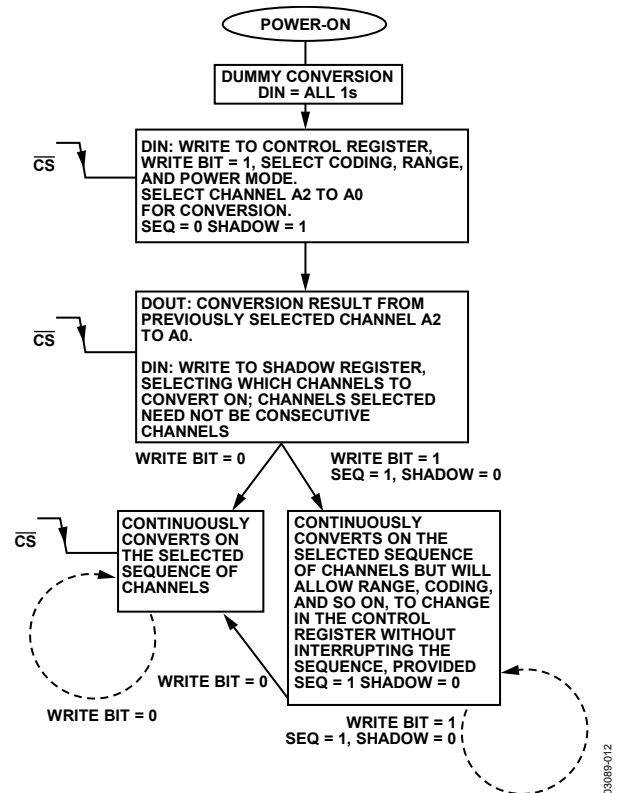 POWER-ON
DUMMY CONVERSION
DIN = ALL 1s
CS
DIN: WRITE TO CONTROL REGISTER,
WRITE BIT = 1, SELECT CODING, RANGE,
AND POWER MODE.
SELECT CHANNEL A2 TO A0
FOR CONVERSION.
SEQ = 0 SHADOW = 1
CS
DOUT: CONVERSION RESULT FROM
PREVIOUSLY SELECTED CHANNEL A2
TO A0.
DIN: WRITE TO SHADOW REGISTER,
SELECTING WHICH CHANNELS TO
CONVERT ON; CHANNELS SELECTED
NEED NOT BE CONSECUTIVE
CHANNELS
WRITE BIT = 0
WRITE BIT = 1
SEQ = 1, SHADOW = 0
CS
CONTINUOUSLY
CONVERTS ON
THE SELECTED
SEQUENCE OF
CHANNELS
CONTINUOUSLY
CONVERTS ON THE
SELECTED SEQUENCE
OF CHANNELS BUT WILL
ALLOW RANGE, CODING,
AND SO ON, TO CHANGE
IN THE CONTROL
REGISTER WITHOUT
INTERRUPTING THE
SEQUENCE, PROVIDED
SEQ = 1 SHADOW = 0
WRITE BIT = 0
WRITE BIT = 0
WRITE BIT = 1
SEQ = 1, SHADOW = 0
03089-012